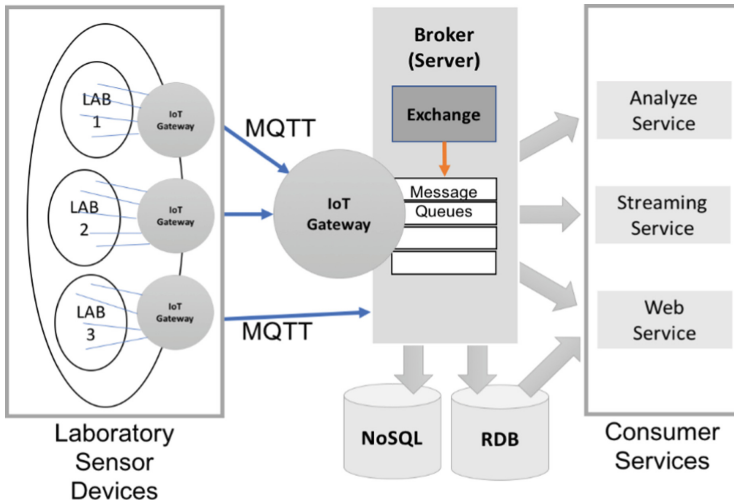 LAB
1
IoT
Gateway
LAB
2
IoT
Gateway
LAB
3
IoT
Gateway
Laboratory
Sensor
Devices
MQTT
MQTT
IoT
Gateway
Broker
(Server)
Exchange
Message
Queues
NoSQL
RDB
Analyze
Service
Streaming
Service
Web
Service
Consumer
Services